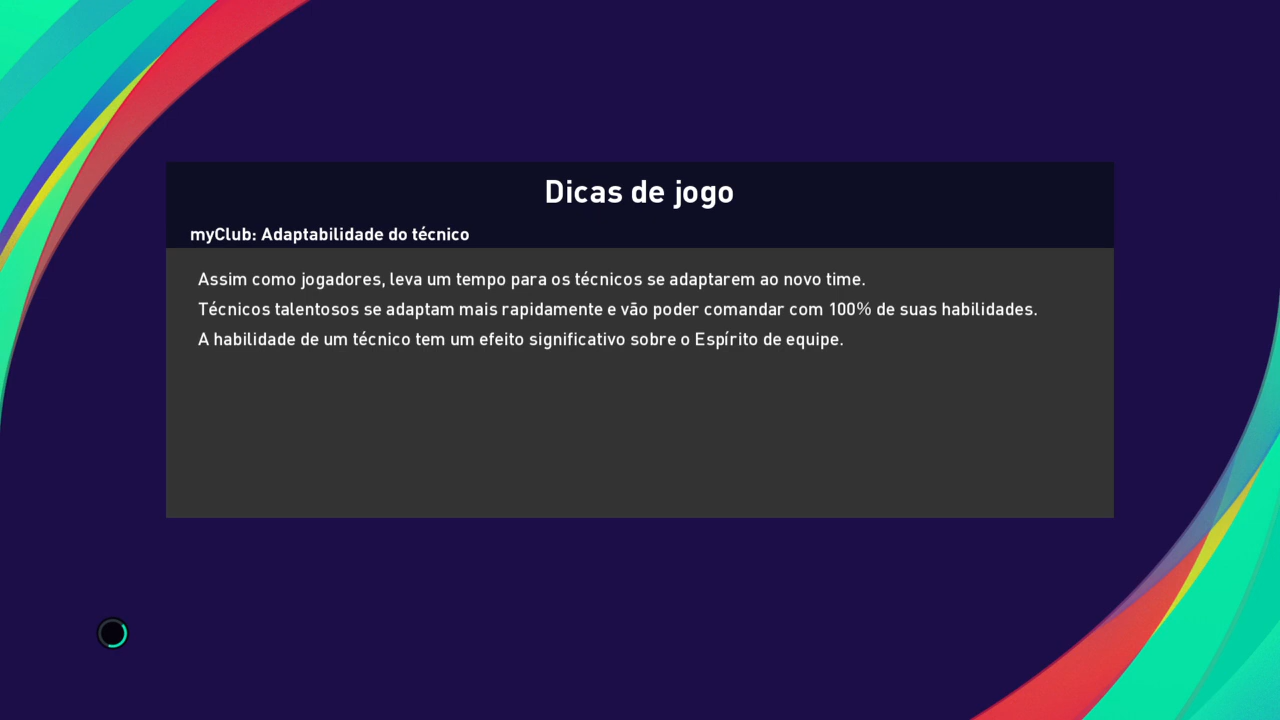 Dicas de jogo
myClub: Adaptabilidade do técnico
Assim como jogadores, leva um tempo para os técnicos se adaptarem ao novo time.
Técnicos talentosos se adaptam mais rapidamente e vão poder comandar com 100% de suas habilidades.
A habilidade de um técnico tem um efeito significativo sobre o Espírito de equipe.